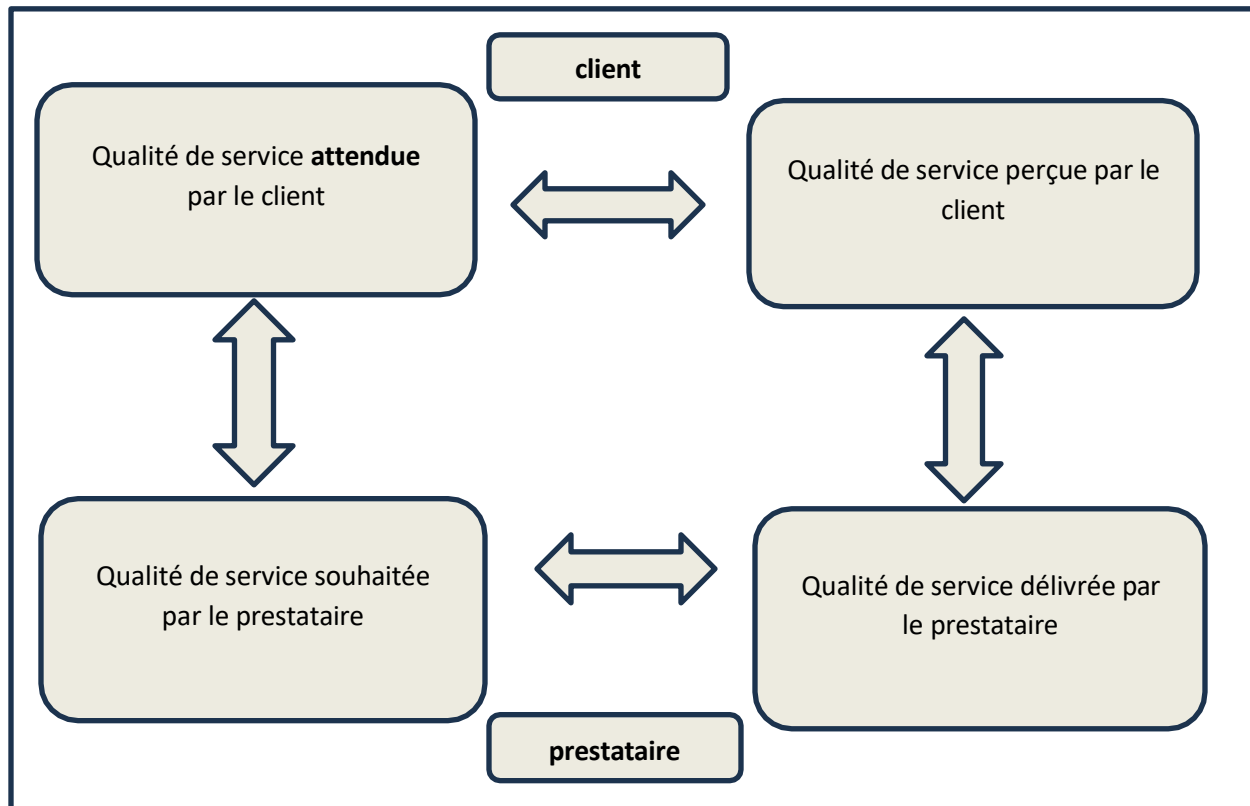 client
Qualité de service attendue
par le client
Qualité de service perçue par le
client
Qualité de service souhaitée
par le prestataire
Qualité de service délivrée par
le prestataire
prestataire